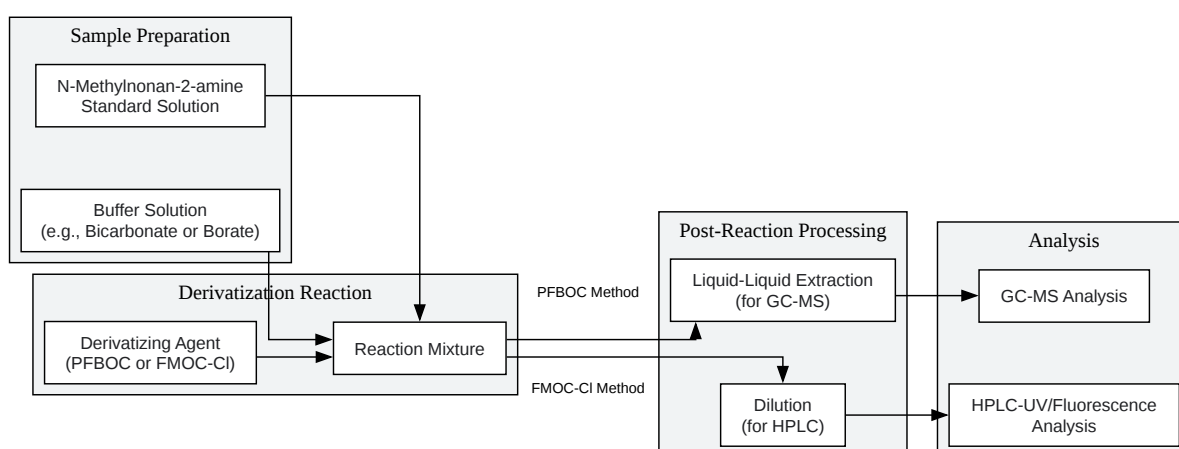 Sample Preparation
N-Methylnonan-2-amine
Standard Solution
Buffer Solution
(e.g., Bicarbonate or Borate)
Derivatization Reaction
Derivatizing Agent
(PFBOC or FMOC-Cl)
Reaction Mixture
PFBOC Method
FMOC-Cl Method
Post-Reaction Processing
Liquid-Liquid Extraction
(for GC-MS)
Dilution
(for HPLC)
Analysis
GC-MS Analysis
HPLC-UV/Fluorescence
Analysis